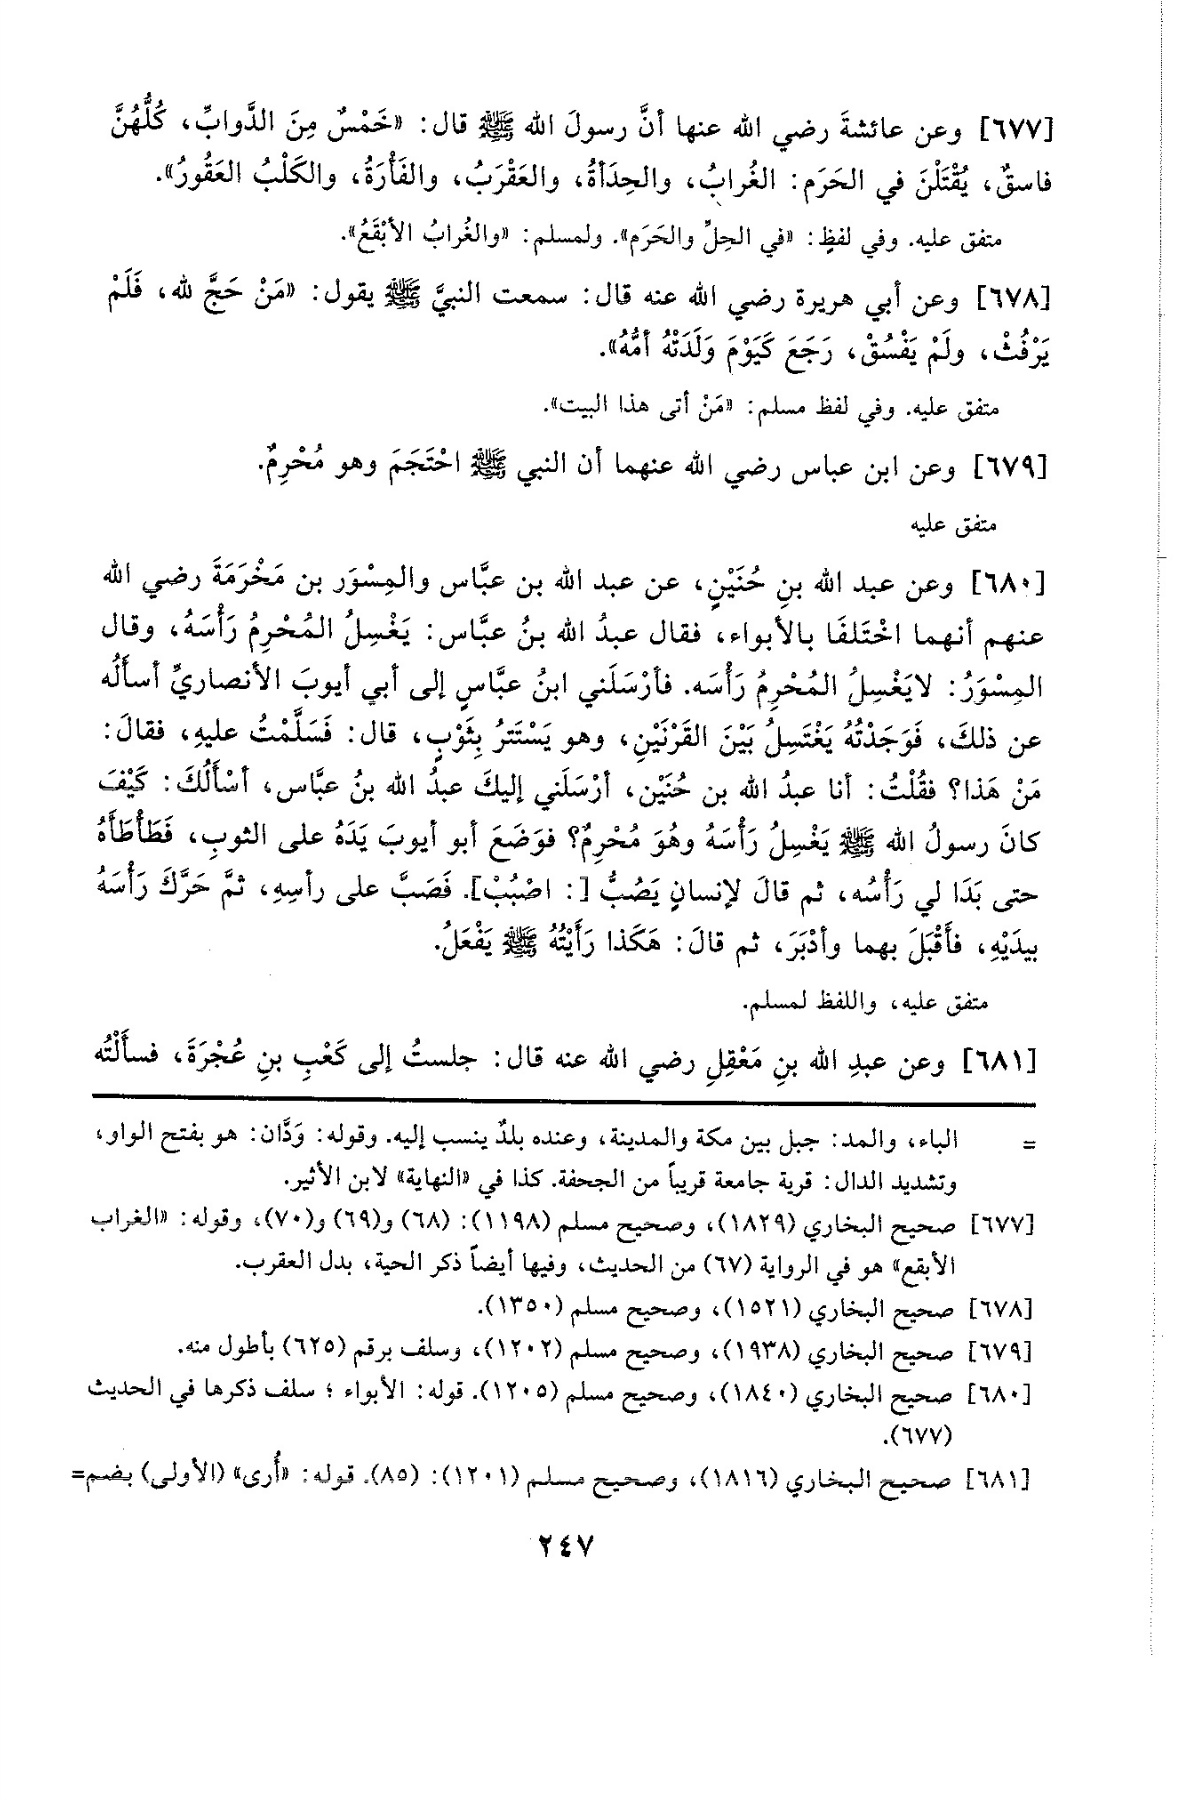 [٦٧٧] وعن عائشةَ رضي الله عنها أنَّ رسولَ الله ﷺ قال: «خَمْسٌ مِنَ الدَّوابِّ، كُلُّهُنَّ
فاسقٌ، يُقْتَلْنَ في الحَرَم: الغُرابُ، والحِدَأةُ، والعَقْرَبُ، والفَأْرَةُ، والكَلْبُ العَقُورُ».
متفق عليه. وفي لفظٍ: «في الحِلِّ والحَرَم». ولمسلم: «والغُرابُ الأبْقَعُ».
[٦٧٨] وعن أبي هريرة رضي الله عنه قال: سمعت النبيَّ ﷺ يقول: «مَنْ حَجَّ لله، فَلَمْ
يَرْفُثْ، ولَمْ يَفْسُقْ، رَجَعَ كَيَوْمَ وَلَدَتْهُ أمُّهُ».
متفق عليه. وفي لفظ مسلم: «مَنْ أتى هذا البيت».
[٦٧٩] وعن ابن عباس رضي الله عنهما أن النبي ﷺ احْتَجَمَ وهو مُحْرِمٌ.
متفق عليه
[٦٨٠] وعن عبد الله بنِ حُنَيْنٍ، عن عبد الله بن عبَّاس والمِسْوَر بن مَخْرَمَةَ رضي الله
عنهم أنهما اخْتَلفَا بالأبواء، فقال عبدُ الله بنُ عبَّاس: يَغْسِلُ المُحْرِمُ رَأْسَهُ، وقال
المِسْوَرُ: لايَغْسِلُ المُحْرِمُ رَأْسَه. فأرْسَلَني ابنُ عبَّاسٍ إلى أبي أيوبَ الأنصاريِّ أسأَلُه
عن ذلكَ، فَوَجَدْتُهُ يَغْتَسِلُ بَيْنَ القَرْنَيْنِ، وهو يَسْتَترُ بِثَوْبٍ، قال: فَسَلَّمْتُ عليهِ، فقالَ:
مَنْ هَذا؟ فقُلْتُ: أنا عبدُ الله بن حُنَيْن، أرْسَلَني إليكَ عبدُ الله بنُ عبَّاس، أسْأَلُكَ: كَيْفَ
كانَ رسولُ الله ﷺ يَغْسِلُ رَأْسَهُ وهُوَ مُحْرِمٌ؟ فوَضَعَ أبو أيوبَ يَدَهُ على الثوبِ، فَطَأْطَأَهُ
حتى بَدَا لي رَأْسُه، ثم قالَ لإنسانٍ يَصُبُّ [: اصْبُبْ]. فَصَبَّ على رأسِهِ، ثمَّ حَرَّكَ رَأْسَهُ
بيدَيْهِ، فأَقْبَلَ بهما وأدْبَرَ، ثم قالَ: هَكَذا رَأَيْتُهُ ﷺ يَفْعَلُ.
متفق عليه، واللفظ لمسلم.
[٦٨١] وعن عبدِ الله بنِ مَعْقِلِ رضي الله عنه قال: جلستُ إلى كَعْبِ بنِ عُجْرَةَ، فسأَلْتُه
= الباء، والمد: جبل بين مكة والمدينة، وعنده بلدٌ ينسب إليه. وقوله: وَدَّان: هو بفتح الواو،
وتشديد الدال: قرية جامعة قريباً من الجحفة. كذا في «النهاية» لابن الأثير.
[٦٧٧] صحيح البخاري (١٨٢٩)، وصحيح مسلم (١١٩٨): (٦٨) و(٦٩) و(٧٠)، وقوله: «الغراب
الأبقع» هو في الرواية (٦٧) من الحديث، وفيها أيضاً ذكر الحية، بدل العقرب.
[٦٧٨] صحيح البخاري (١٥٢١)، وصحيح مسلم (١٣٥٠).
[٦٧٩] صحيح البخاري (١٩٣٨)، وصحيح مسلم (١٢٠٢)، وسلف برقم (٦٢٥) بأطول منه.
[٦٨٠] صحيح البخاري (١٨٤٠)، وصحيح مسلم (١٢٠٥). قوله: الأبواء ؛ سلف ذكرها في الحديث
(٦٧٧).
[٦٨١] صحيح البخاري (١٨١٦)، وصحيح مسلم (١٢٠١): (٨٥). قوله: «أُرى» (الأولى) بضم=
٢٤٧